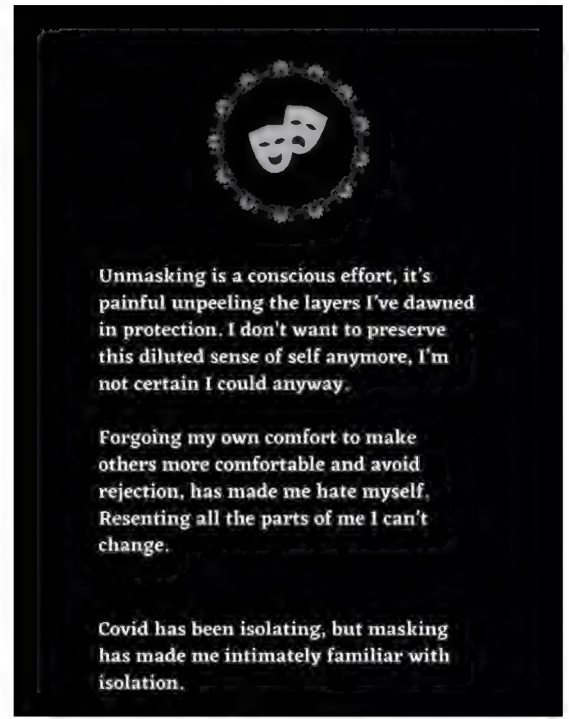 Unmasking is a conscious effort, it's
painful unpeeling the layers I've dawned
in protection. I don't want to preserve
this diluted sense of self anymore, I'm
not certain I could anyway.
Forgoing my own comfort to make
others more comfortable and avoid
rejection, has made me hate myself.
Resenting all the parts of me I can't
change.
Covid has been isolating, but masking
has made me intimately familiar with
isolation.